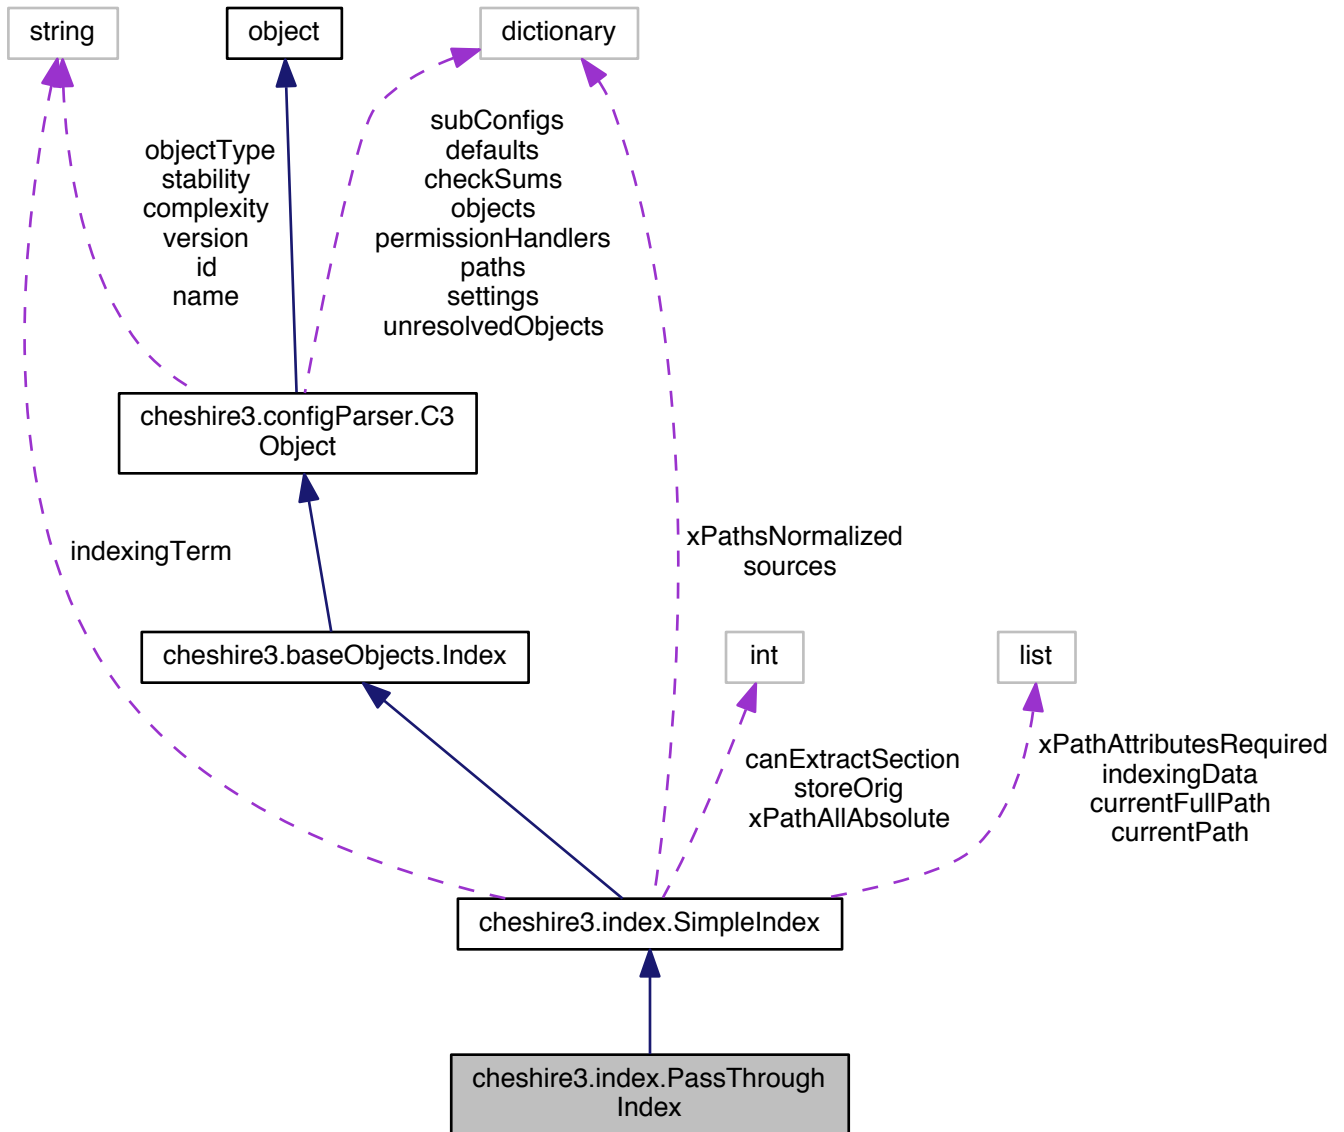 string
object
dictionary
objectType
stability
complexity
version
id
name
subConfigs
defaults
checkSums
objects
permissionHandlers
paths
settings
unresolvedObjects
cheshire3.configParser.C3
Object
indexingTerm
xPathsNormalized
sources
cheshire3.baseObjects.Index
int
list
canExtractSection
storeOrig
xPathAllAbsolute
xPathAttributesRequired
indexingData
currentFullPath
currentPath
cheshire3.index.SimpleIndex
cheshire3.index.PassThrough
Index